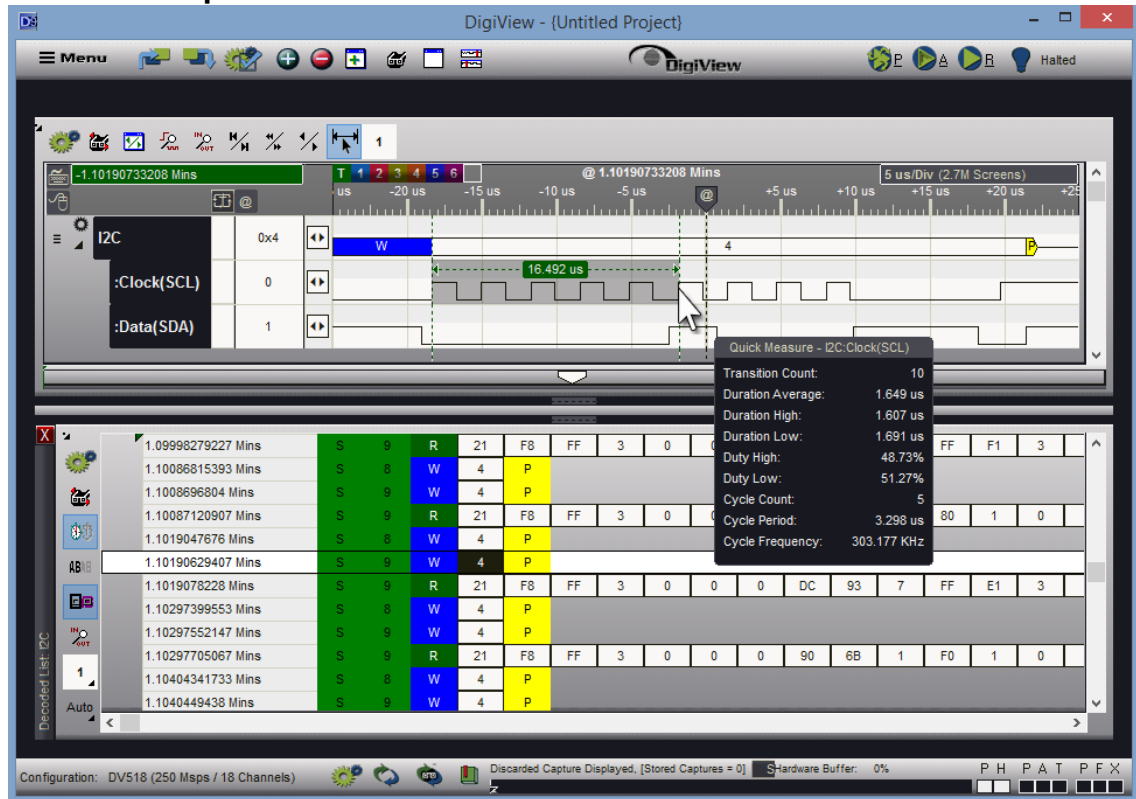 DigiView - {Untitled Project}
Menu
DigiView
P A R Halted
1
-1.10190733208 Mins T 1 2 3 4 5 6 @ 1.10190733208 Mins 5 us/Div (2.7M Screens)
@ us -20 us -15 us -10 us -5 us @ +5 us +10 us +15 us +20 us +25
I2C 0x4 W 4 P
16.492 us
:Clock(SCL) 0
:Data(SDA) 1
Quick Measure - I2C:Clock(SCL)
Transition Count: 10
Duration Average: 1.649 us
Duration High: 1.607 us
Duration Low: 1.691 us
Duty High: 48.73%
Duty Low: 51.27%
Cycle Count: 5
Cycle Period: 3.298 us
Cycle Frequency: 303.177 KHz
X
1.09998279227 Mins S 9 R 21 F8 FF 3 0 FF F1 3
1.10086815393 Mins S 8 W 4 P
1.1008696804 Mins S 9 W 4 P
1.10087120907 Mins S 9 R 21 F8 FF 3 0 80 1 0
1.1019047676 Mins S 8 W 4 P
1.10190629407 Mins S 9 W 4 P
1.1019078228 Mins S 9 R 21 F8 FF 3 0 0 0 DC 93 7 FF E1 3
1.10297399553 Mins S 8 W 4 P
1.10297552147 Mins S 9 W 4 P
1.10297705067 Mins S 9 R 21 F8 FF 3 0 0 0 90 6B 1 F0 1 0
1.10404341733 Mins S 8 W 4 P
1.1040449438 Mins S 9 W 4 P
IN
OUT
1
Auto
Decoded List: I2C
Configuration: DV518 (250 Msps / 18 Channels) Discarded Capture Displayed, [Stored Captures = 0] Hardware Buffer: 0% P H P A T P F X